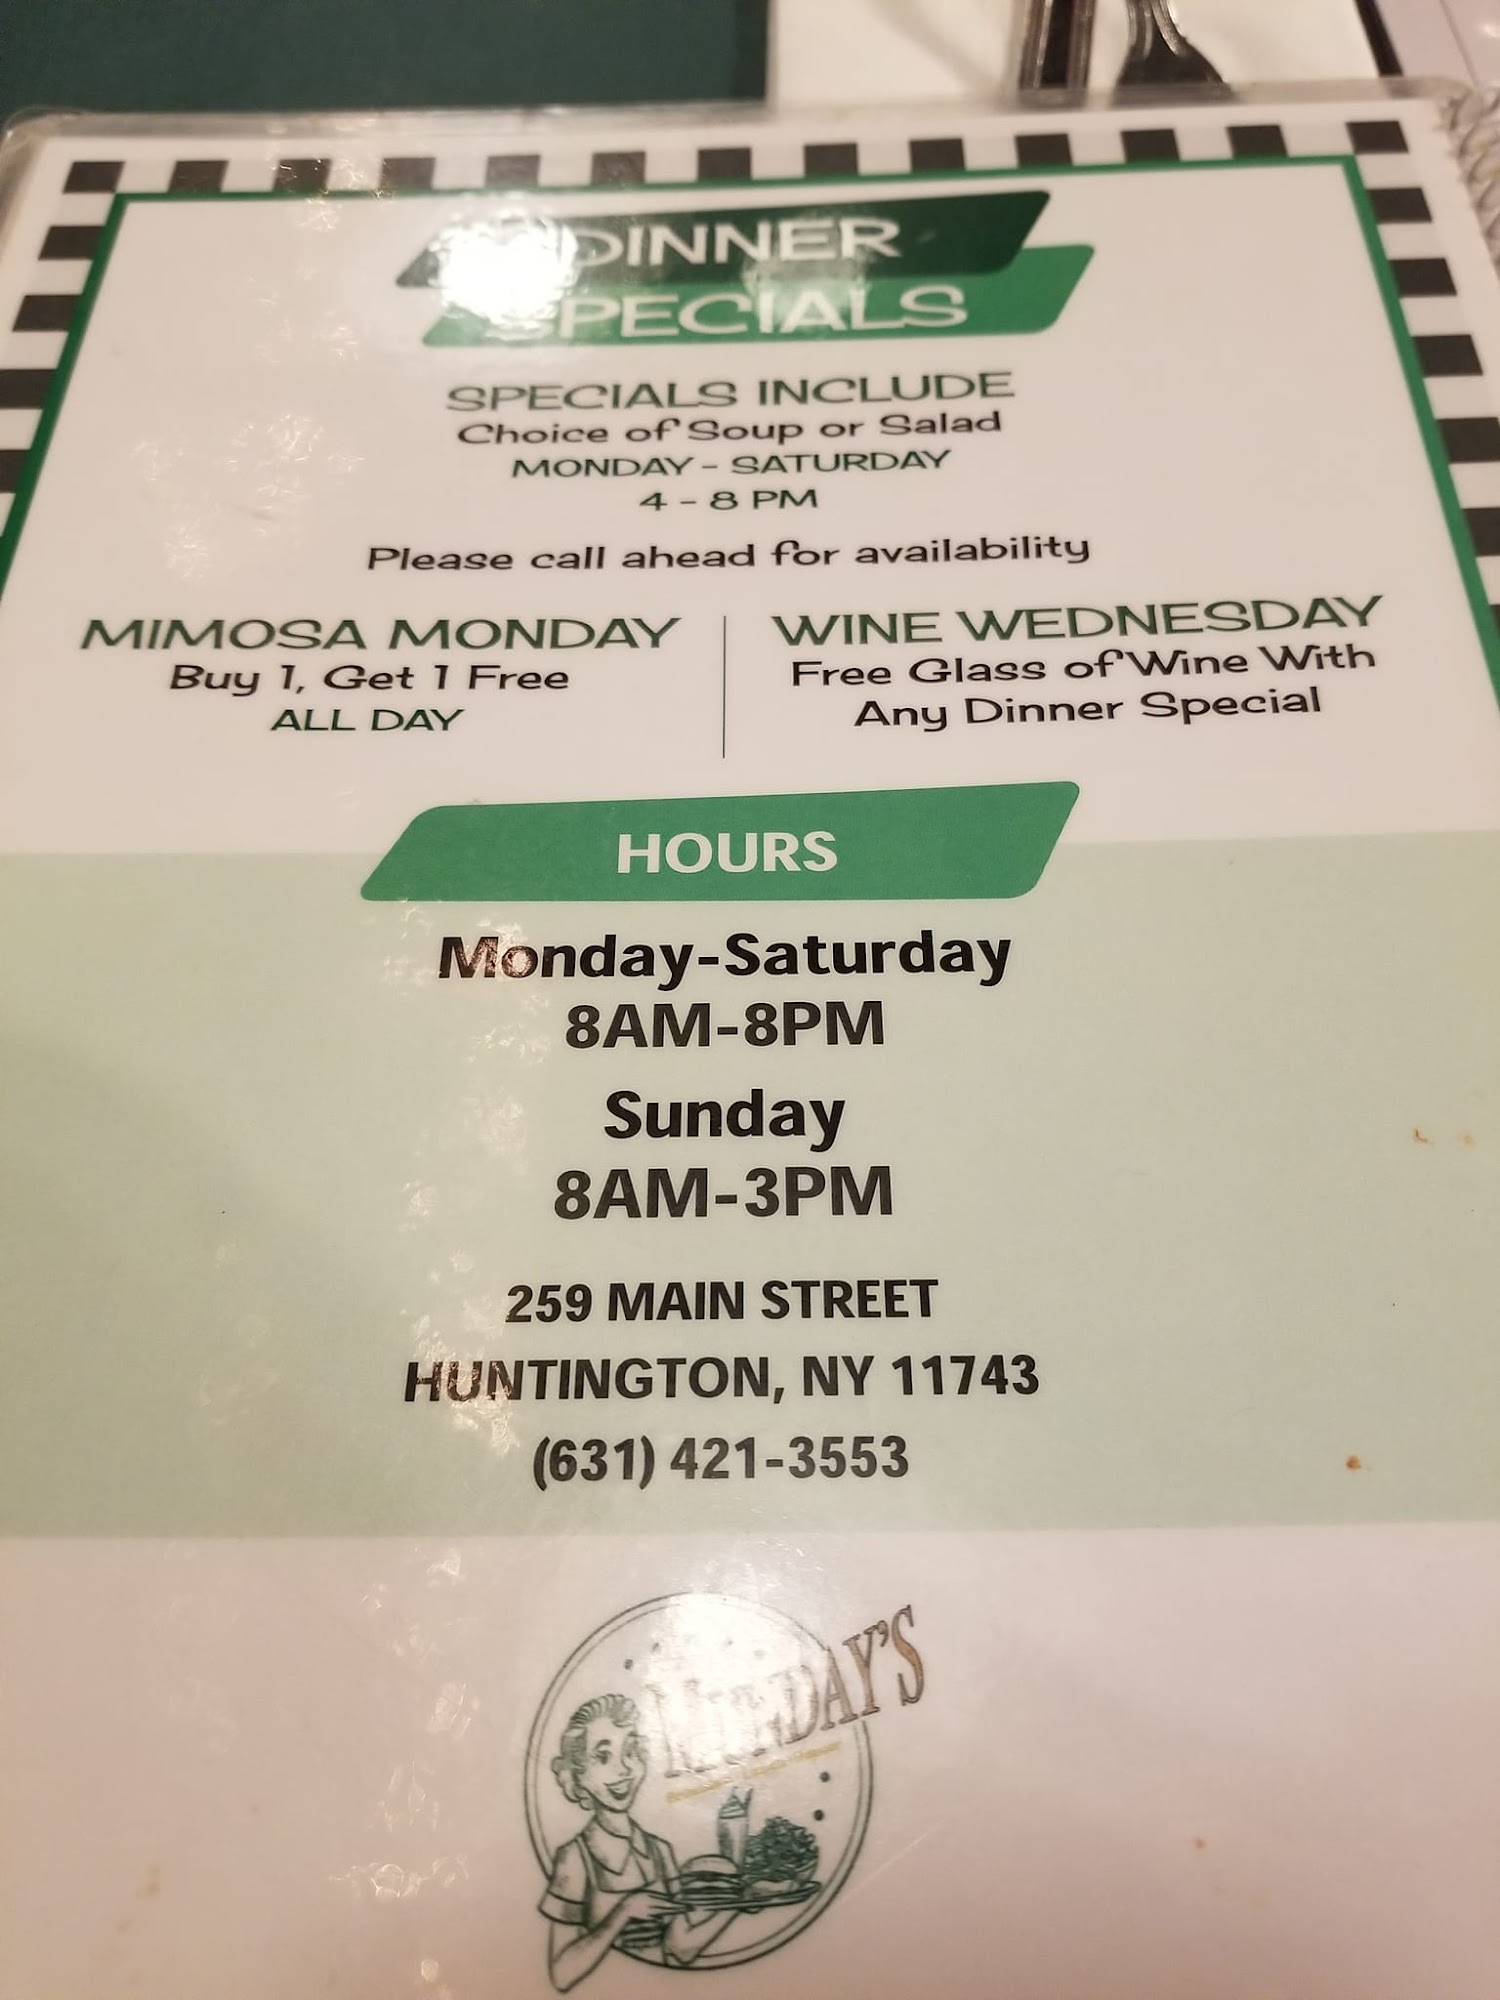 DINNER
SPECIALS
SPECIALS INCLUDE
Choice of Soup or Salad
MONDAY - SATURDAY
4 - 8 PM
Please call ahead for availability
MIMOSA MONDAY
Buy 1, Get 1 Free
ALL DAY
WINE WEDNESDAY
Free Glass of Wine With
Any Dinner Special
HOURS
Monday-Saturday
8AM-8PM
Sunday
8AM-3PM
259 MAIN STREET
HUNTINGTON, NY 11743
(631) 421-3553
MUNDAY'S